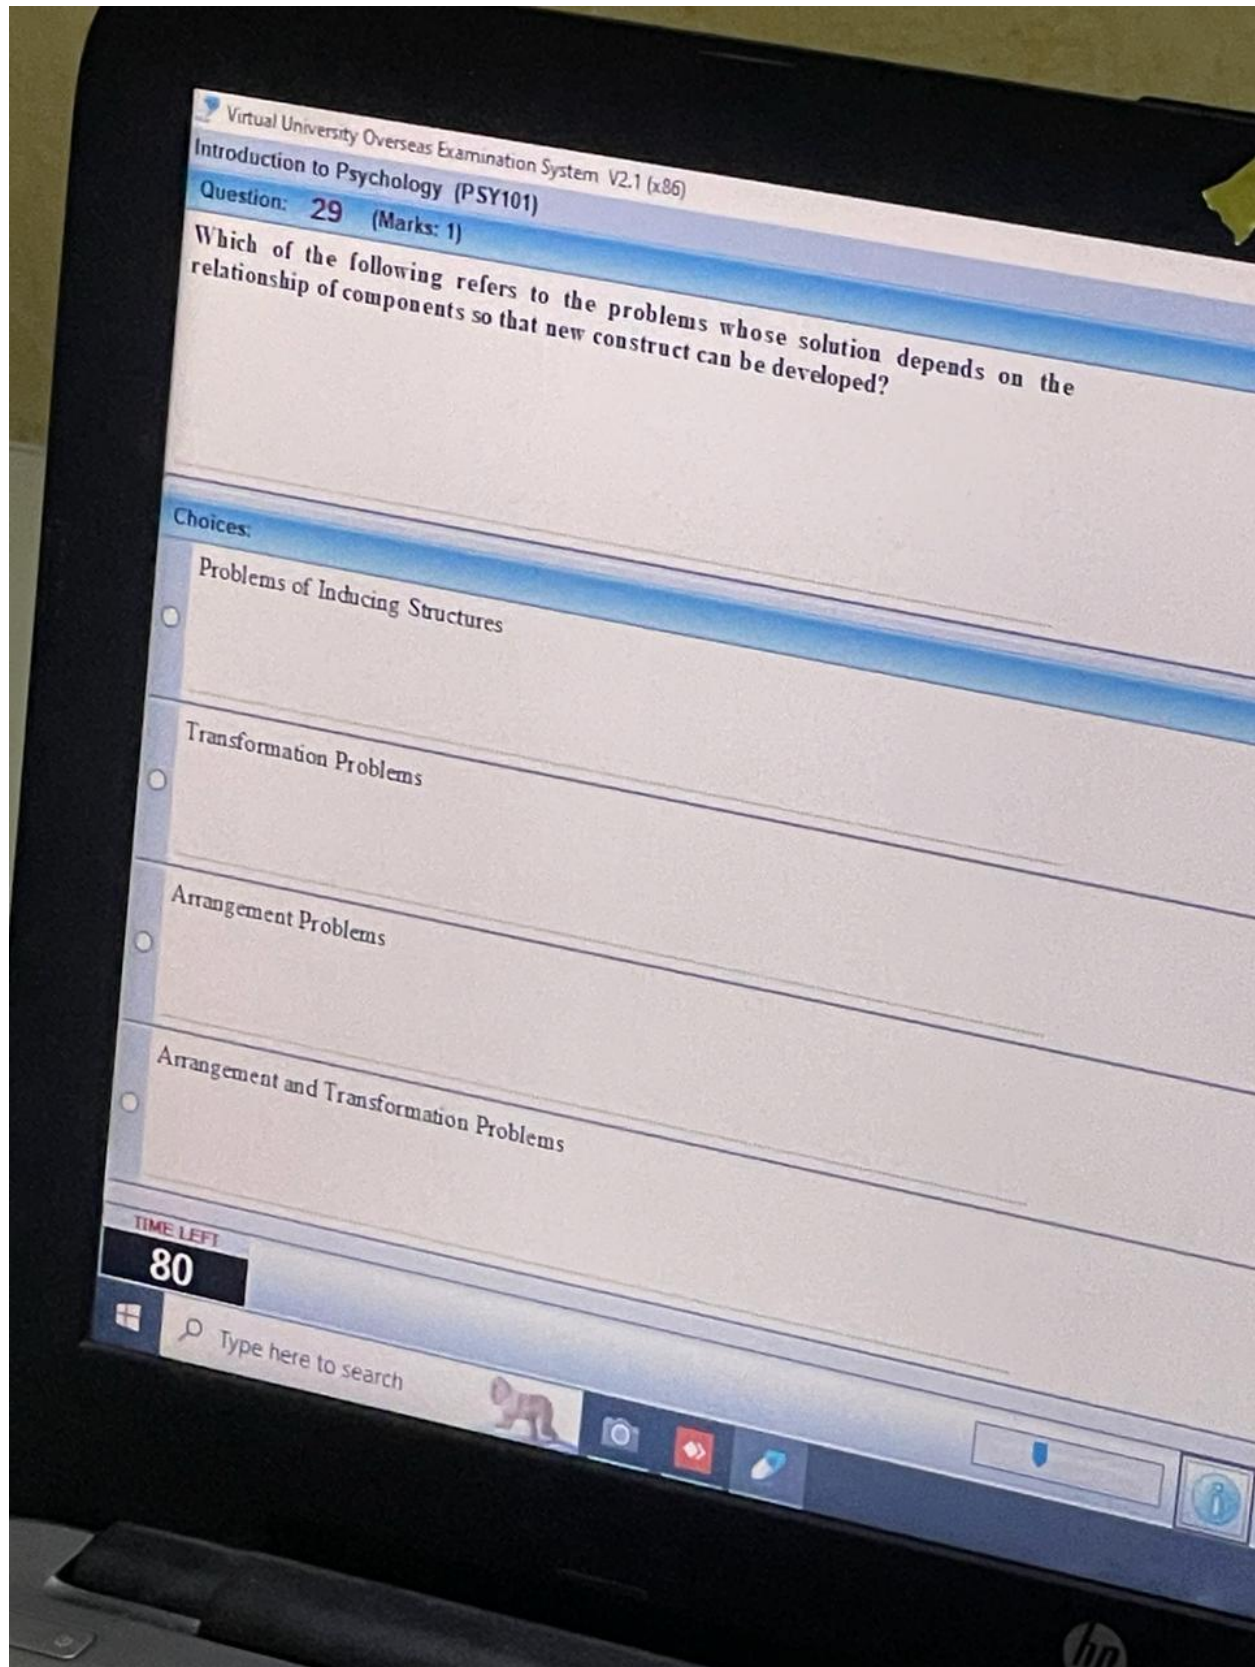 Virtual University Overseas Examination System V2.1 (x86)
Introduction to Psychology (PSY101)
Question: 29 (Marks: 1)
Which of the following refers to the problems whose solution depends on the
relationship of components so that new construct can be developed?
Choices:
Problems of Inducing Structures
Transformation Problems
Arrangement Problems
Arrangement and Transformation Problems
TIME LEFT
80
Type here to search
hp